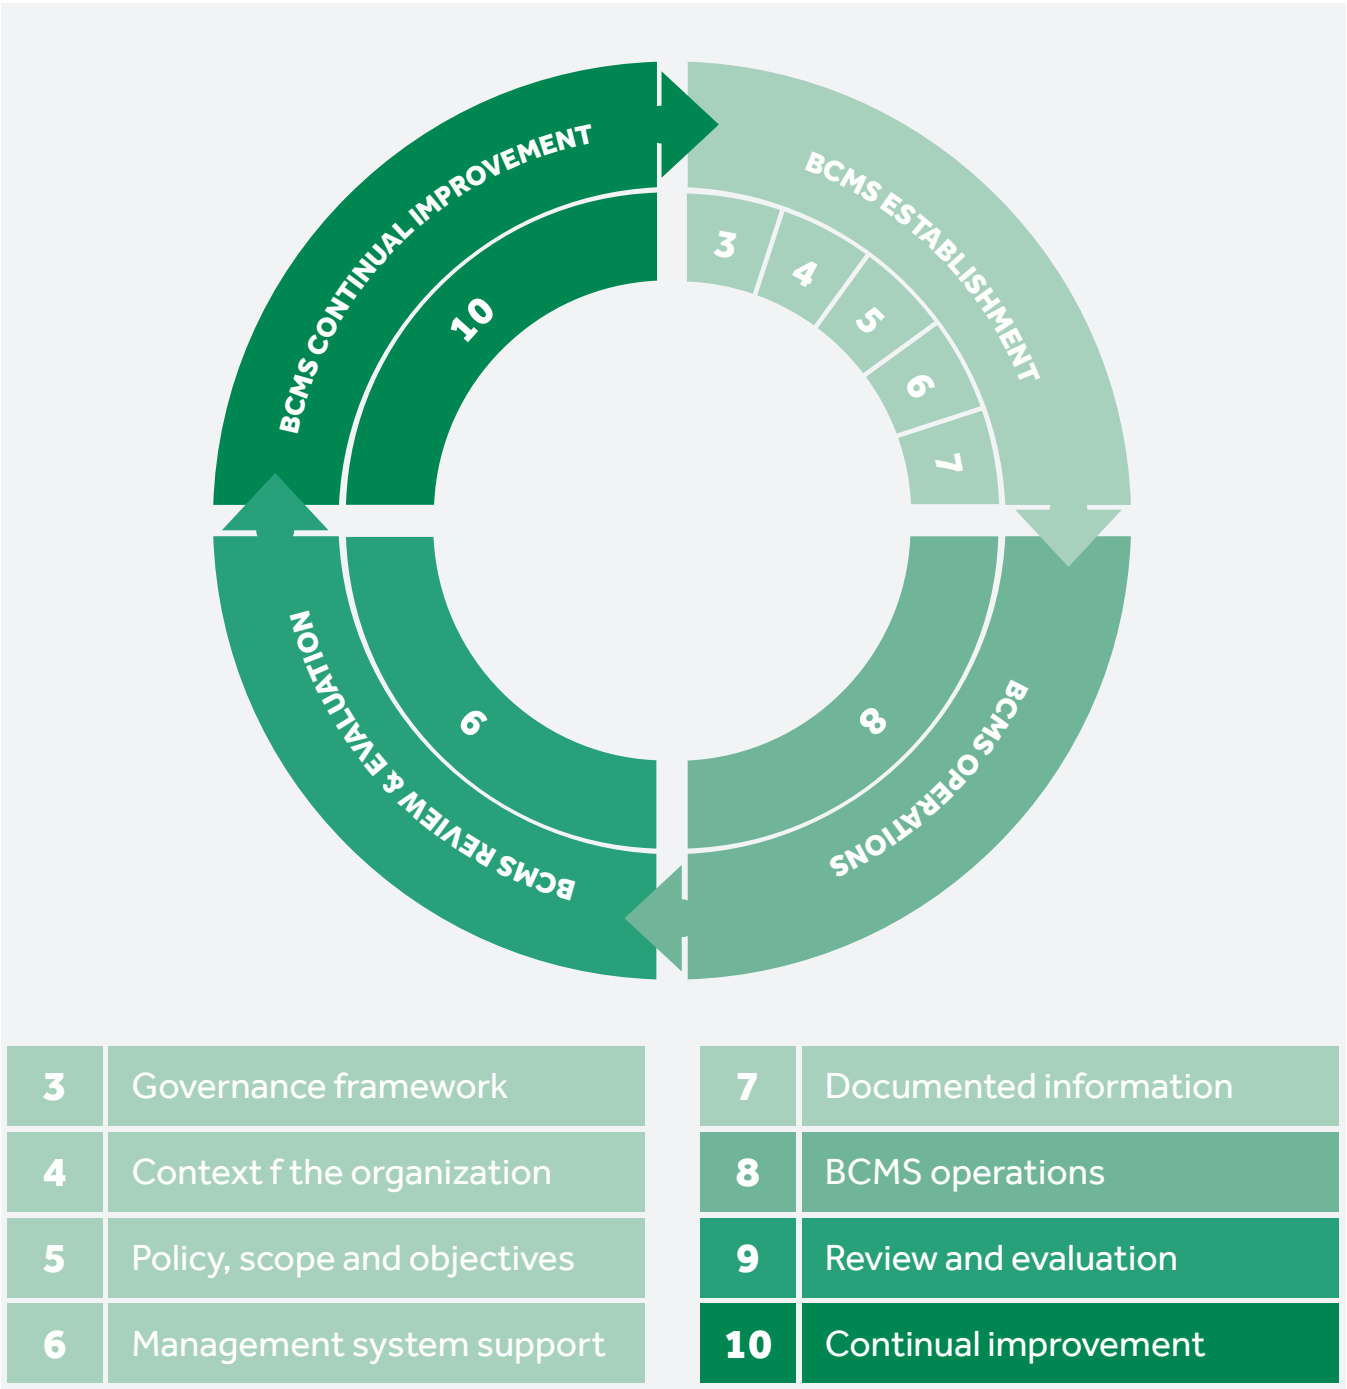 BCMS CONTINUAL IMPROVEMENT
10
BCMS ESTABLISHMENT
3
4
5
6
7
BCMS OPERATIONS
8
BCMS REVIEW & EVALUATION
9
3 Governance framework
4 Context f the organization
5 Policy, scope and objectives
6 Management system support
7 Documented information
8 BCMS operations
9 Review and evaluation
10 Continual improvement